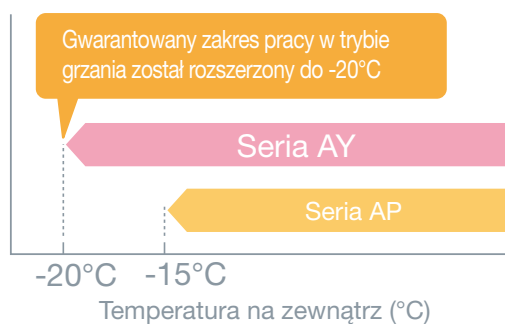 Gwarantowany zakres pracy w trybie
grzania został rozszerzony do -20°C
Seria AY
Seria AP
-20°C -15°C
Temperatura na zewnątrz (°C)